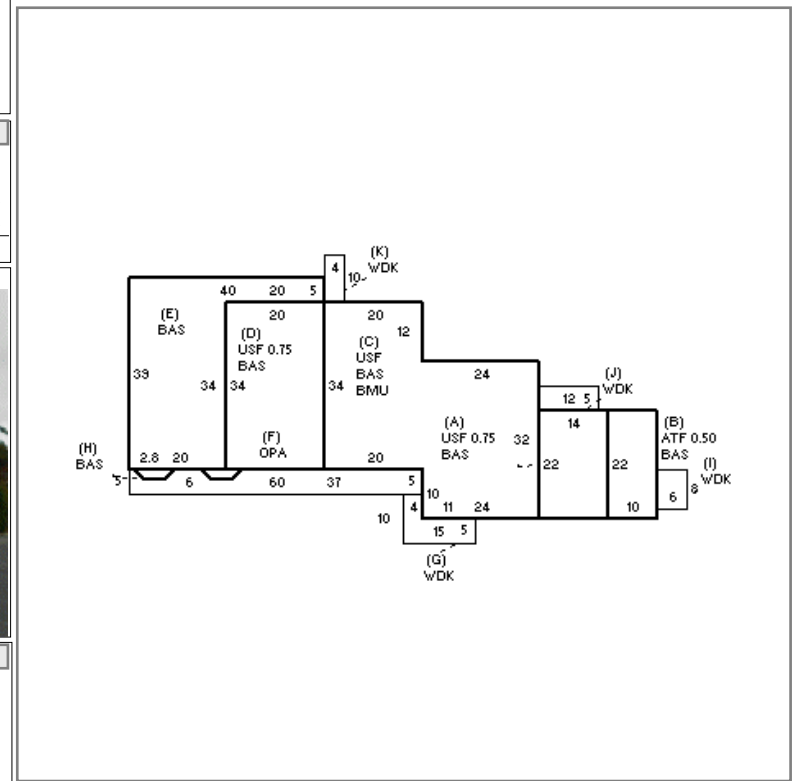 (K)
WDK
4
10
40 20 5
20
20
(E)
BAS
(D)
USF 0.75
BAS
12
(C)
USF
BAS
BMU
24
39
34
34
34
(J)
WDK
12 5
14
(A)
USF 0.75
BAS
32
22
22
(B)
ATF 0.50
BAS
(F)
OPA
(H)
BAS
2.8 20
20
(I)
WDK
5
6
60
37
5
8
6
10
4
11
24
10
10
15 5
(G)
WDK